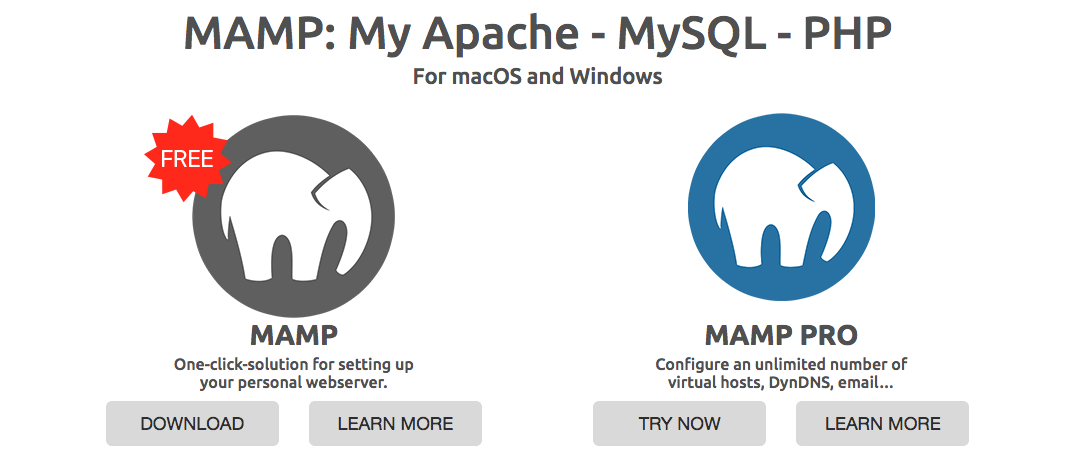 MAMP: My Apache - MySQL - PHP
For macOS and Windows
FREE
MAMP
One-click-solution for setting up
your personal webserver.
DOWNLOAD
LEARN MORE
MAMP PRO
Configure an unlimited number of
virtual hosts, DynDNS, email...
TRY NOW
LEARN MORE